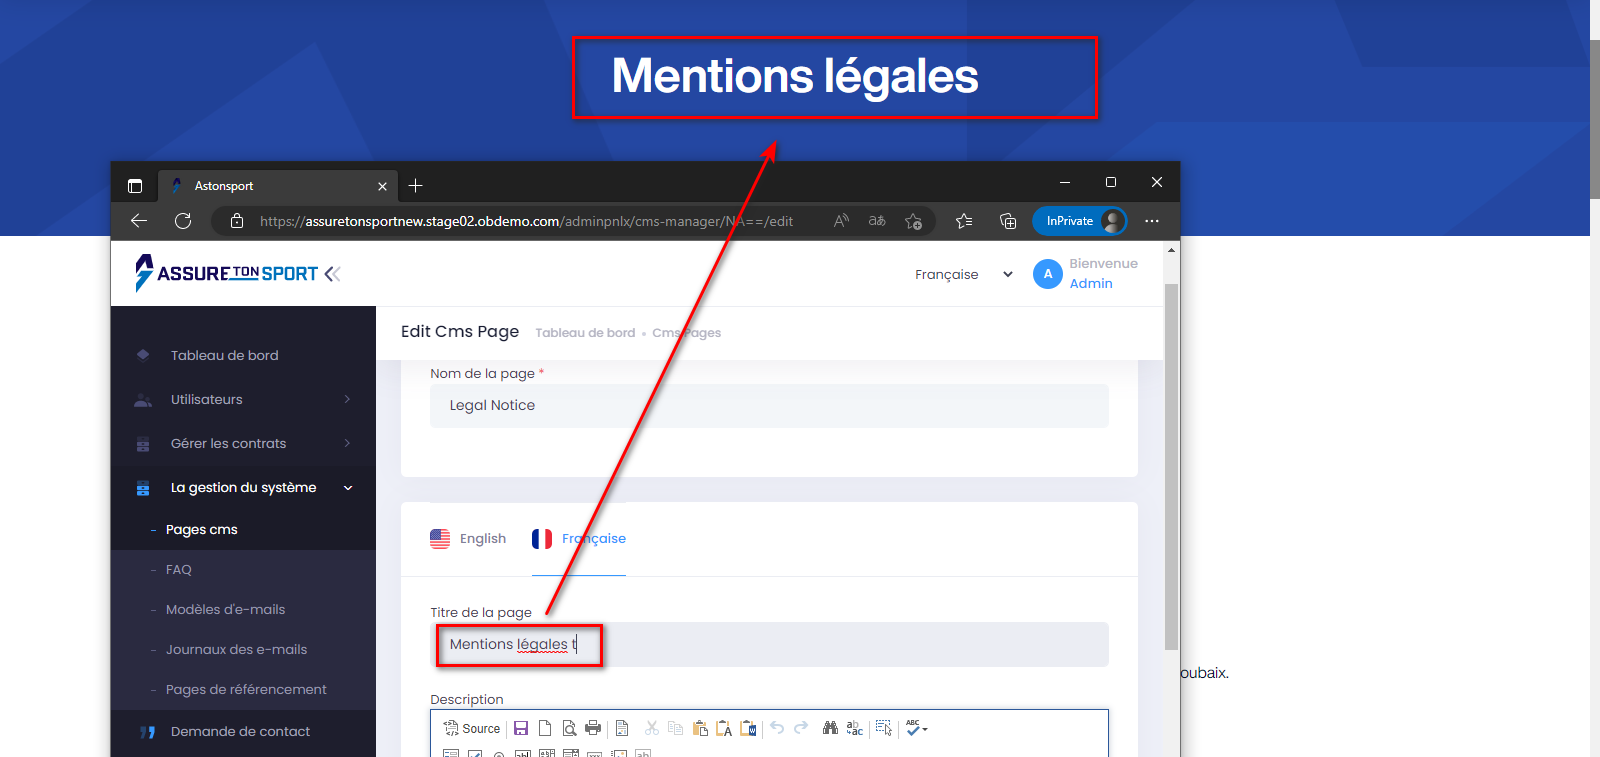 Mentions légales
Astonsport
https://assuretonsportnew.stage02.obdemo.com/adminpnlx/cms-manager/NA==/edit
InPrivate
ASSURE TON SPORT
Française
A
Bienvenue
Admin
Edit Cms Page
Tableau de bord
Cms Pages
Tableau de bord
Utilisateurs
Gérer les contrats
La gestion du système
Pages cms
FAQ
Modèles d'e-mails
Journaux des e-mails
Pages de référencement
Demande de contact
Nom de la page *
Legal Notice
English
Française
Titre de la page
Mentions légales t
Description
Source
oubaix.